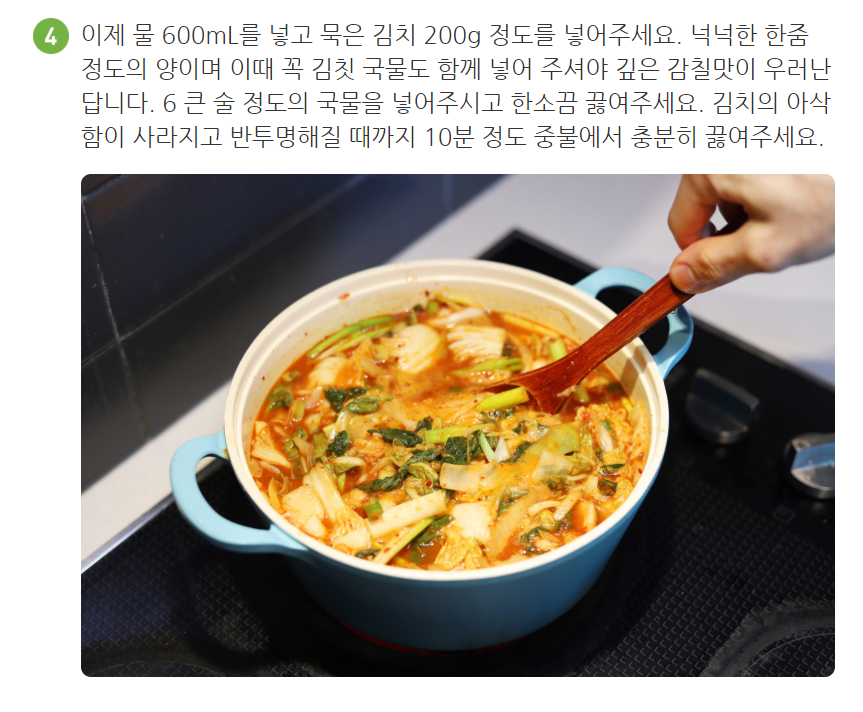 4 이제 물 600mL를 넣고 묵은 김치 200g 정도를 넣어주세요. 넉넉한 한줌
정도의 양이며 이때 꼭 김칫 국물도 함께 넣어 주셔야 깊은 감칠맛이 우러난
답니다. 6 큰 술 정도의 국물을 넣어주시고 한소끔 끓여주세요. 김치의 아삭
함이 사라지고 반투명해질 때까지 10분 정도 중불에서 충분히 끓여주세요.